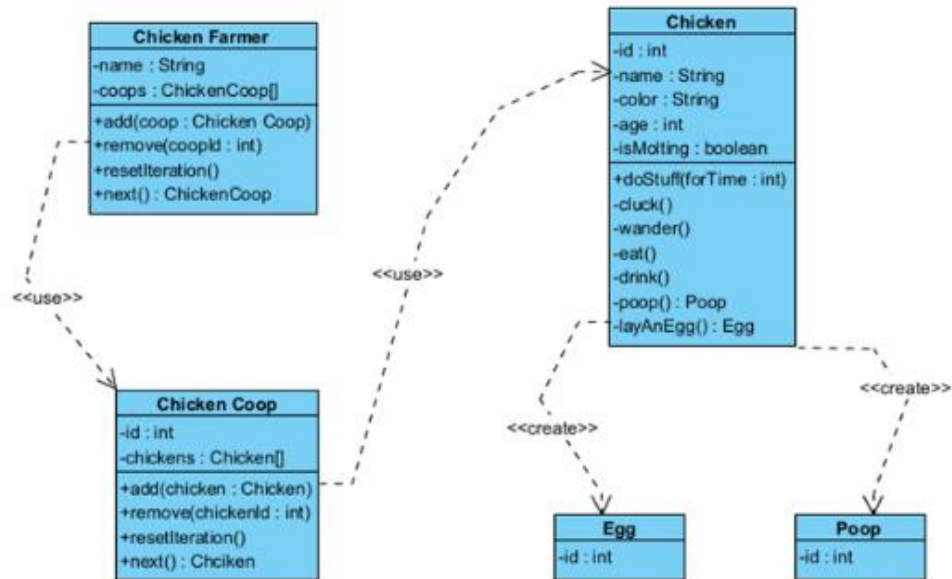 Chicken Farmer
-name : String
-coops : ChickenCoop[]
+add(coop : Chicken Coop)
+remove(coopId : int)
+resetIteration()
+next() : ChickenCoop
<<use>>
Chicken Coop
-id : int
-chickens : Chicken[]
+add(chicken : Chicken)
+remove(chickenId : int)
+resetIteration()
+next() : Chciken
<<use>>
Chicken
-id : int
-name : String
-color : String
-age : int
-isMolting : boolean
+doStuff(forTime : int)
-cluck()
-wander()
-eat()
-drink()
-poop() : Poop
-layAnEgg() : Egg
<<create>>
<<create>>
Egg
-id : int
Poop
-id : int